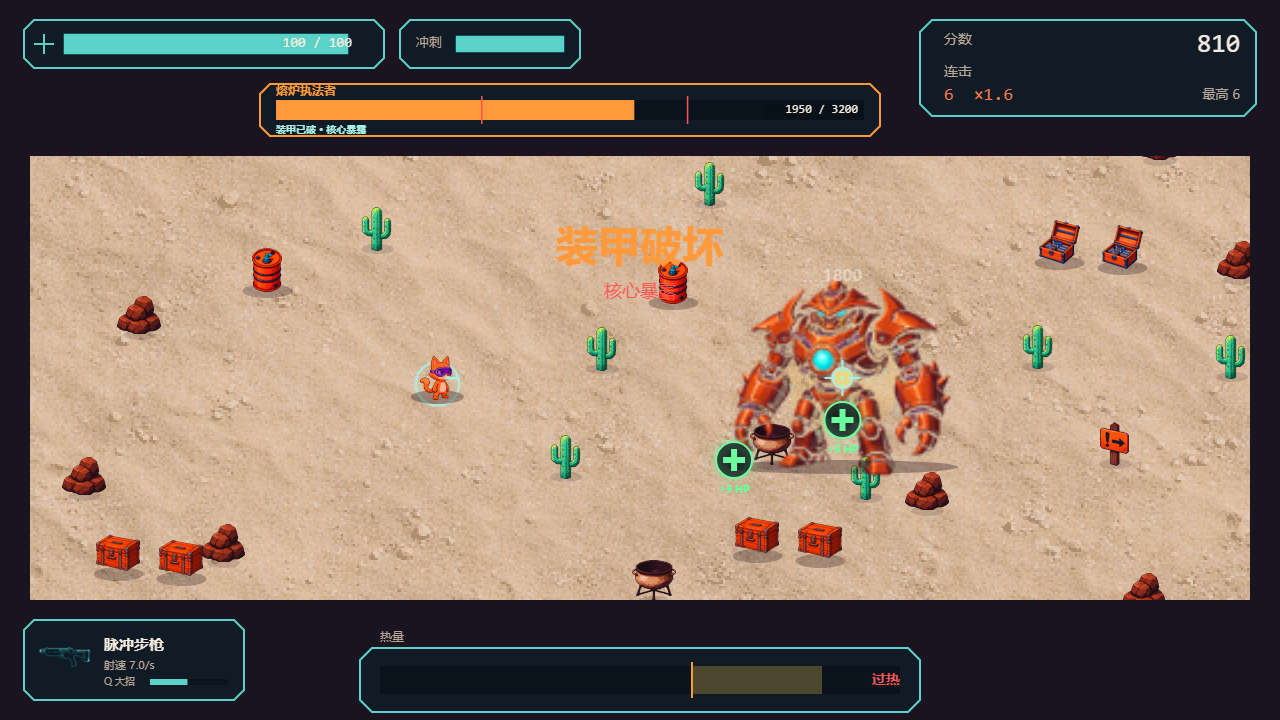 100 / 100
冲刺
分数
810
连击
6 ×1.6
最高 6
熔炉执法者
1950 / 3200
装甲已破·核心暴露
装甲破坏
核心暴露
1800
+5 HP
脉冲步枪
射速 7.0/s
Q 大招
热量
过热